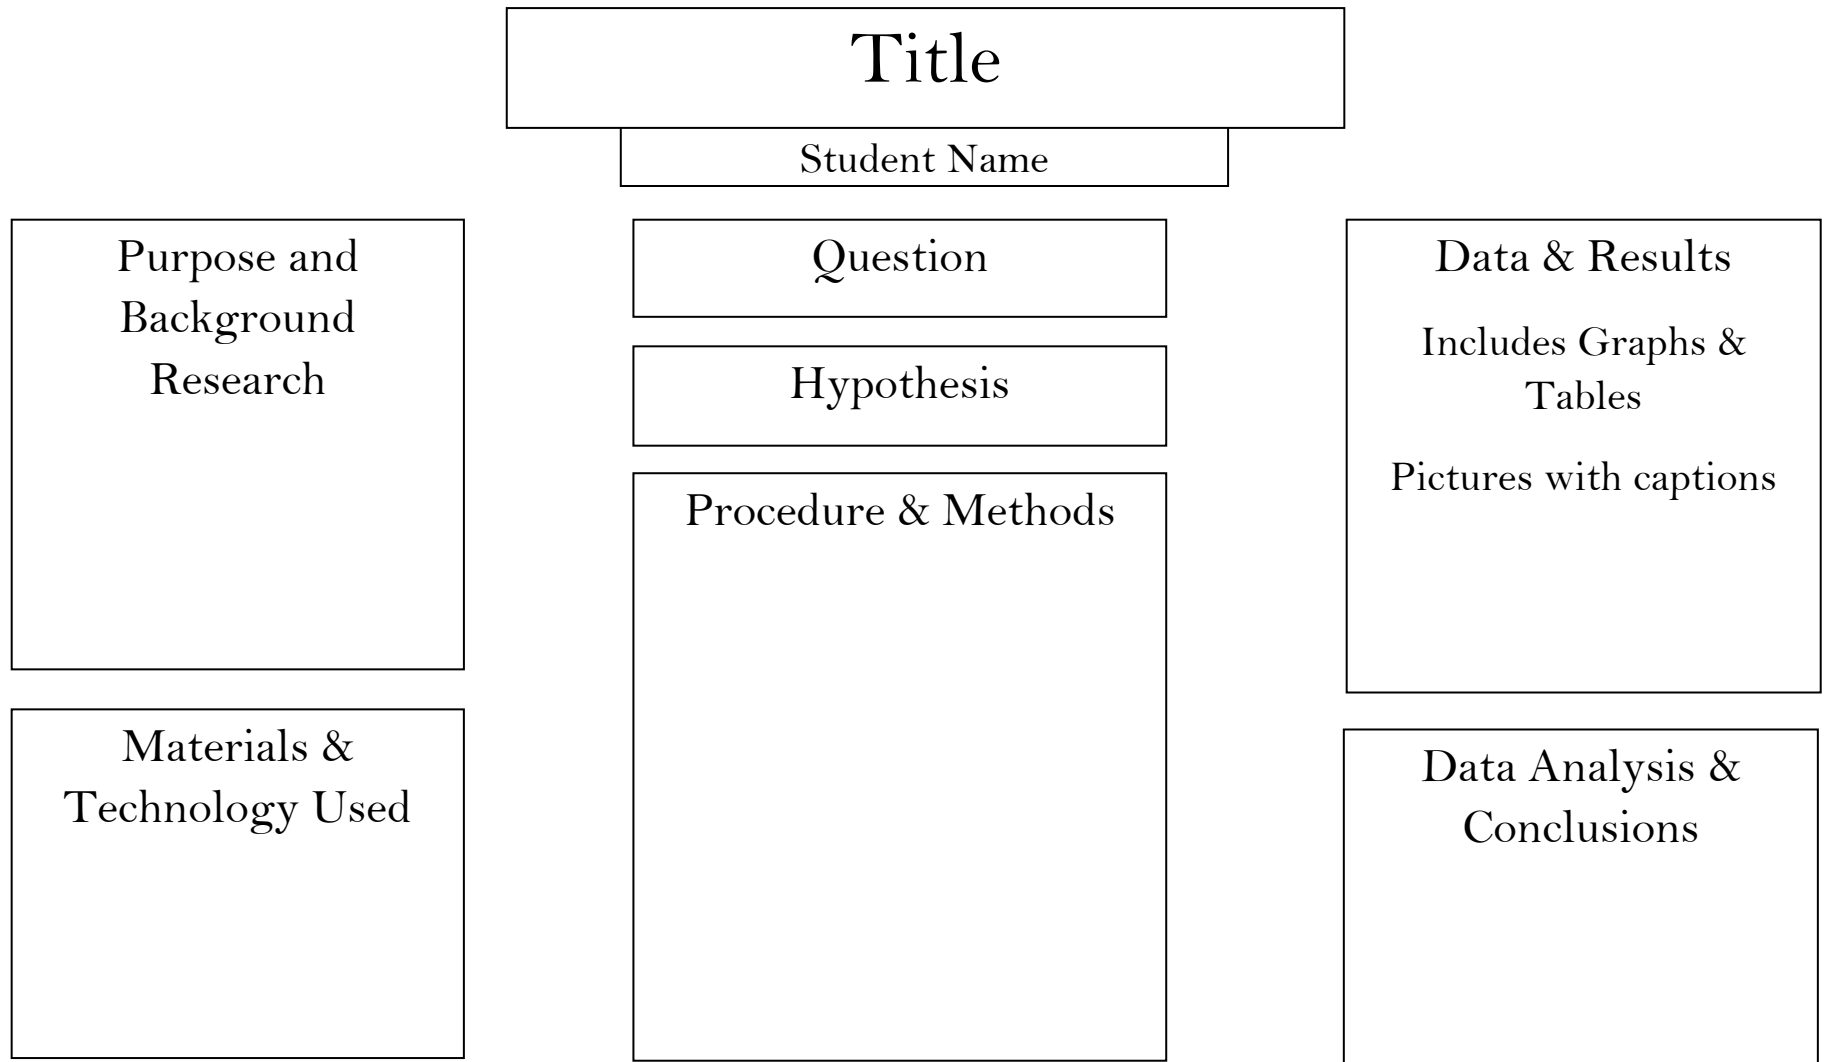 Title
Student Name
Purpose and
Background
Research
Materials &
Technology Used
Question
Hypothesis
Procedure & Methods
Data & Results
Includes Graphs &
Tables
Pictures with captions
Data Analysis &
Conclusions